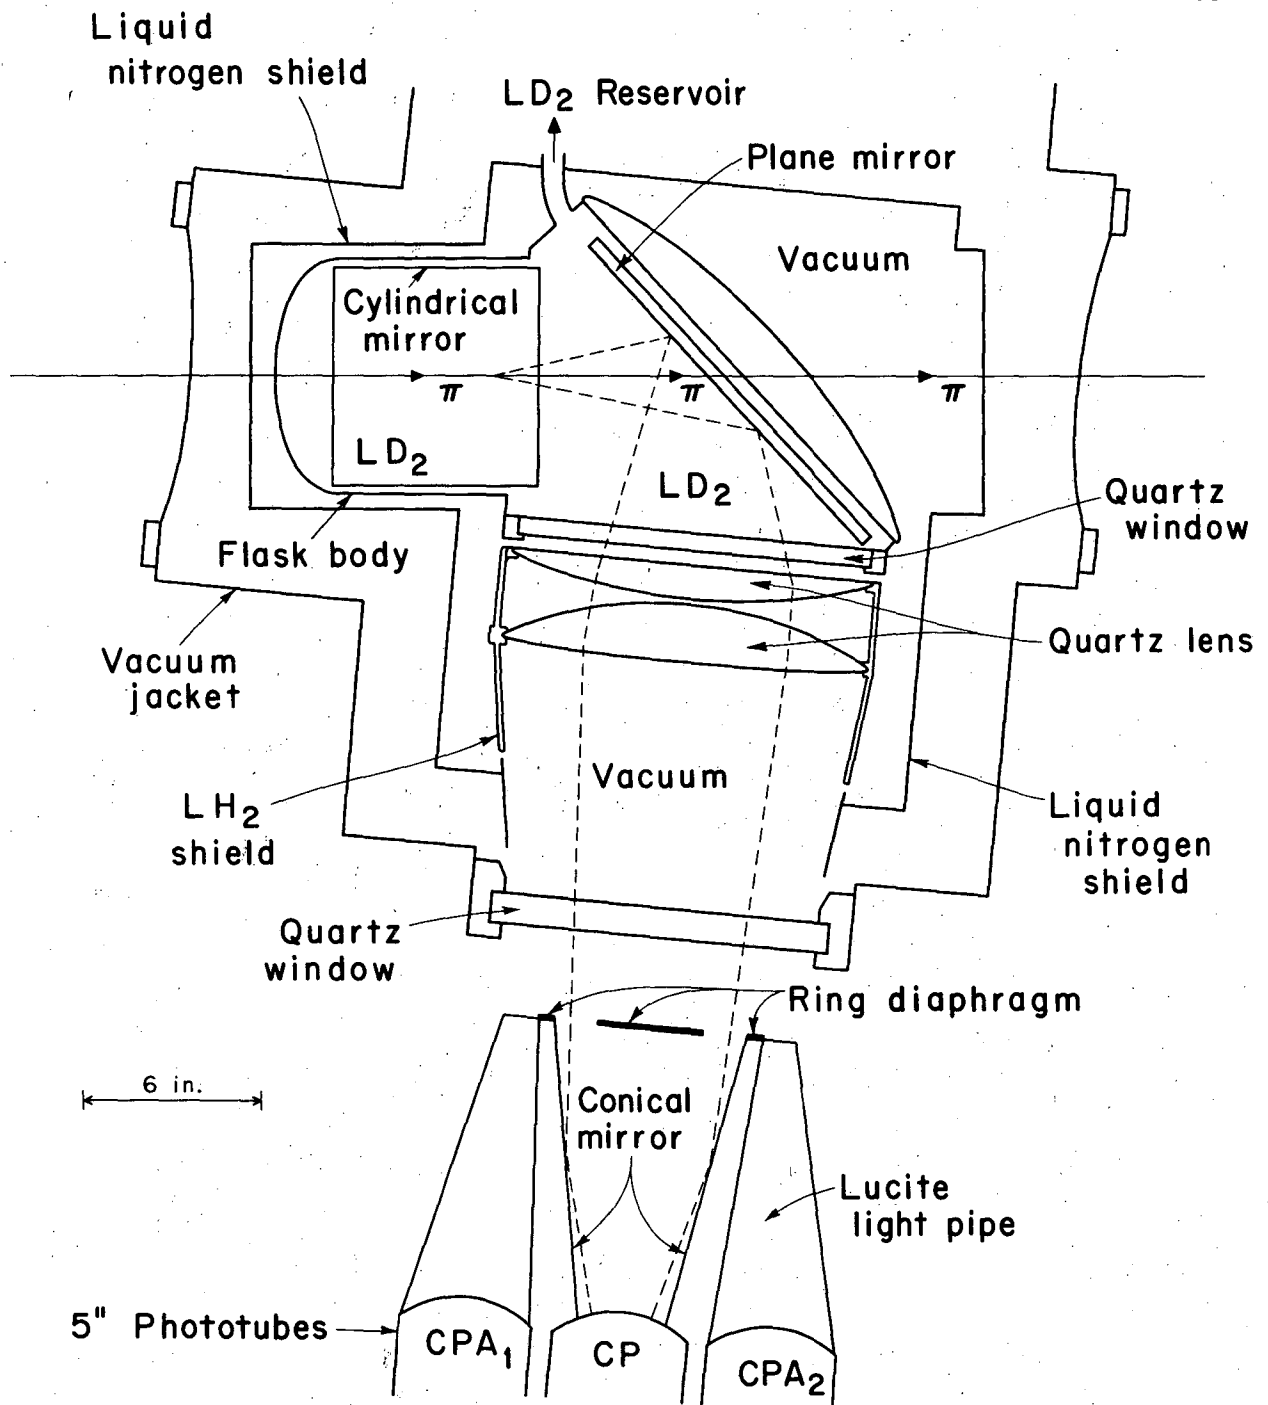 Liquid
nitrogen shield
LD2 Reservoir
Plane mirror
Vacuum
Cylindrical
mirror
π
π
π
LD2
LD2
Quartz
window
Flask body
Quartz lens
Vacuum
jacket
Vacuum
LH2
shield
Liquid
nitrogen
shield
Quartz
window
Ring diaphragm
6 in.
Conical
mirror
Lucite
light pipe
5" Phototubes
CPA1
CP
CPA2